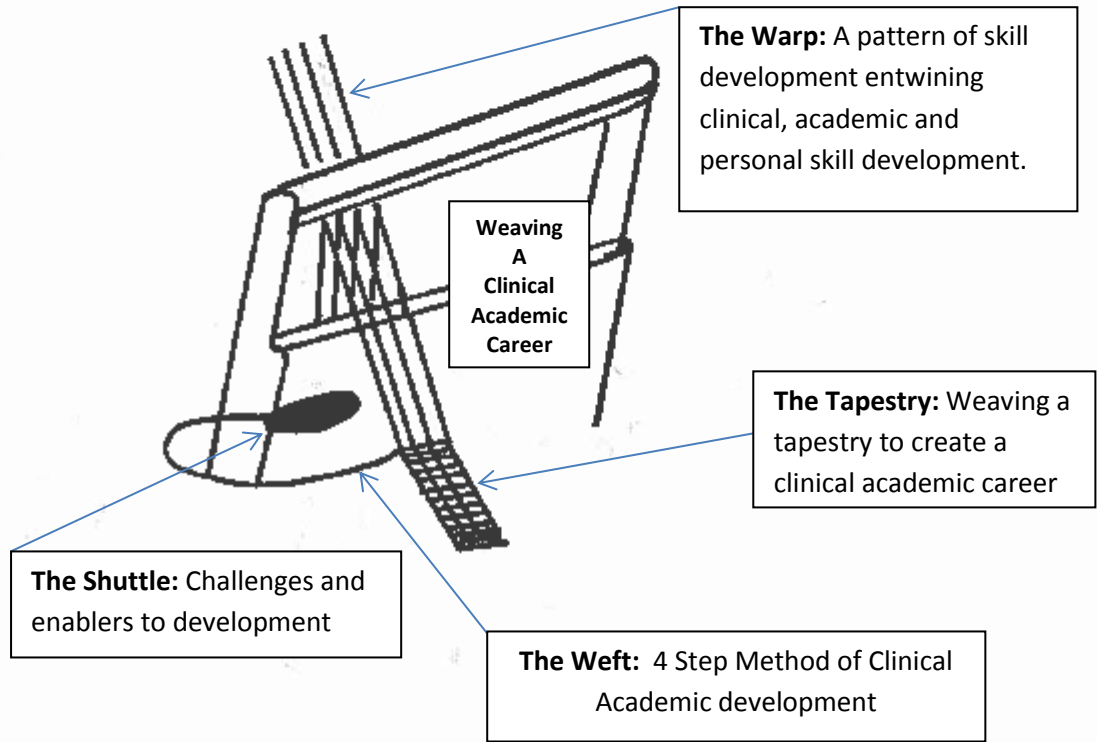 The Warp: A pattern of skill
development entwining
clinical, academic and
personal skill development.
Weaving
A
Clinical
Academic
Career
The Tapestry: Weaving a
tapestry to create a
clinical academic career
The Shuttle: Challenges and
enablers to development
The Weft:  4 Step Method of Clinical
Academic development